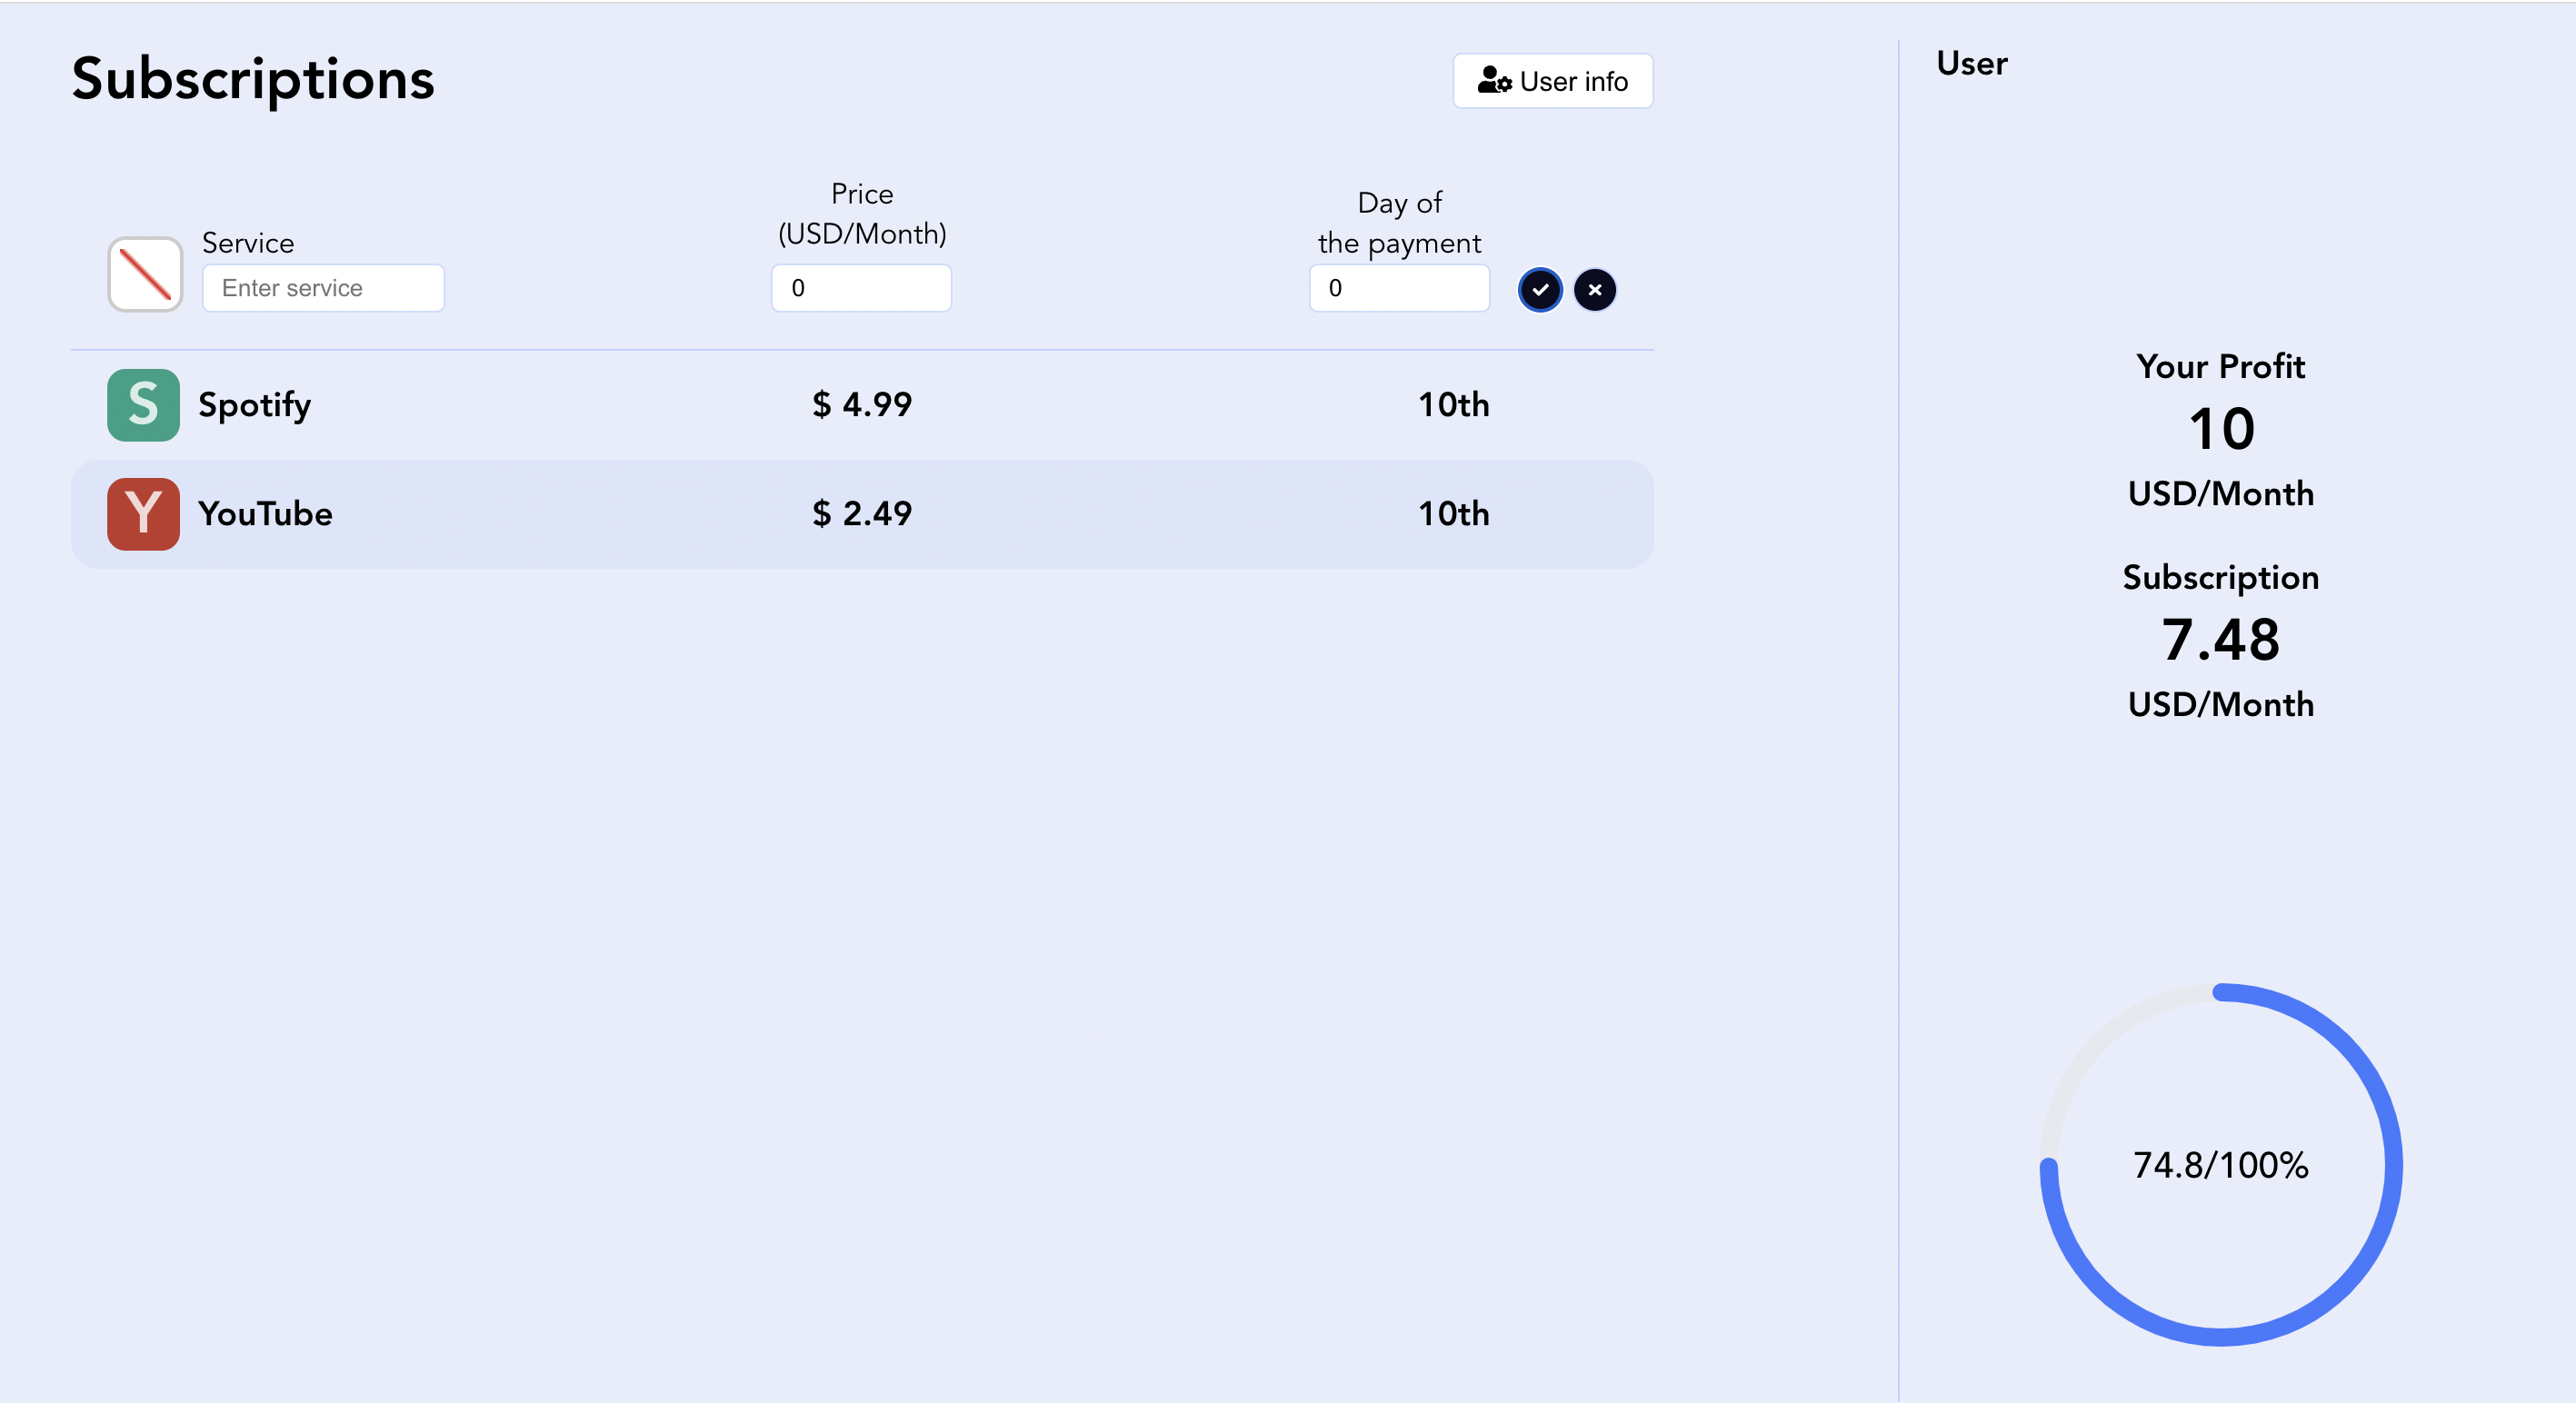 Subscriptions
User info
Service
Enter service
Price
(USD/Month)
0
Day of
the payment
0
S Spotify $ 4.99 10th
Y YouTube $ 2.49 10th
User
Your Profit
10
USD/Month
Subscription
7.48
USD/Month
74.8/100%